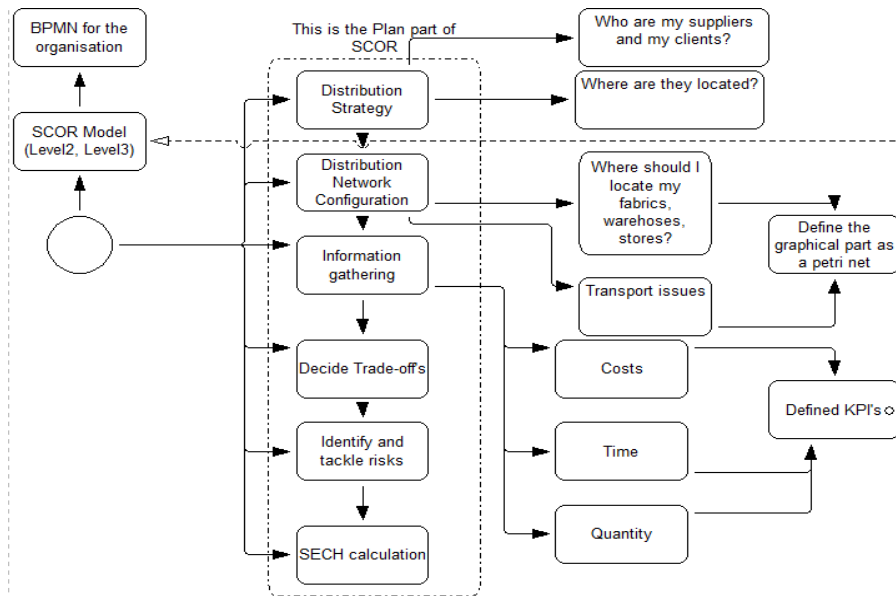 BPMN for the
organisation
This is the Plan part of
SCOR
Who are my suppliers
and my clients?
Distribution
Strategy
Where are they located?
SCOR Model
(Level2, Level3)
Distribution
Network
Configuration
Where should I
locate my
fabrics,
warehoses,
stores?
Define the
graphical part as
a petri net
Information
gathering
Transport issues
Decide Trade-off's
Costs
Defined KPI's
Identify and
tackle risks
Time
SECH calculation
Quantity